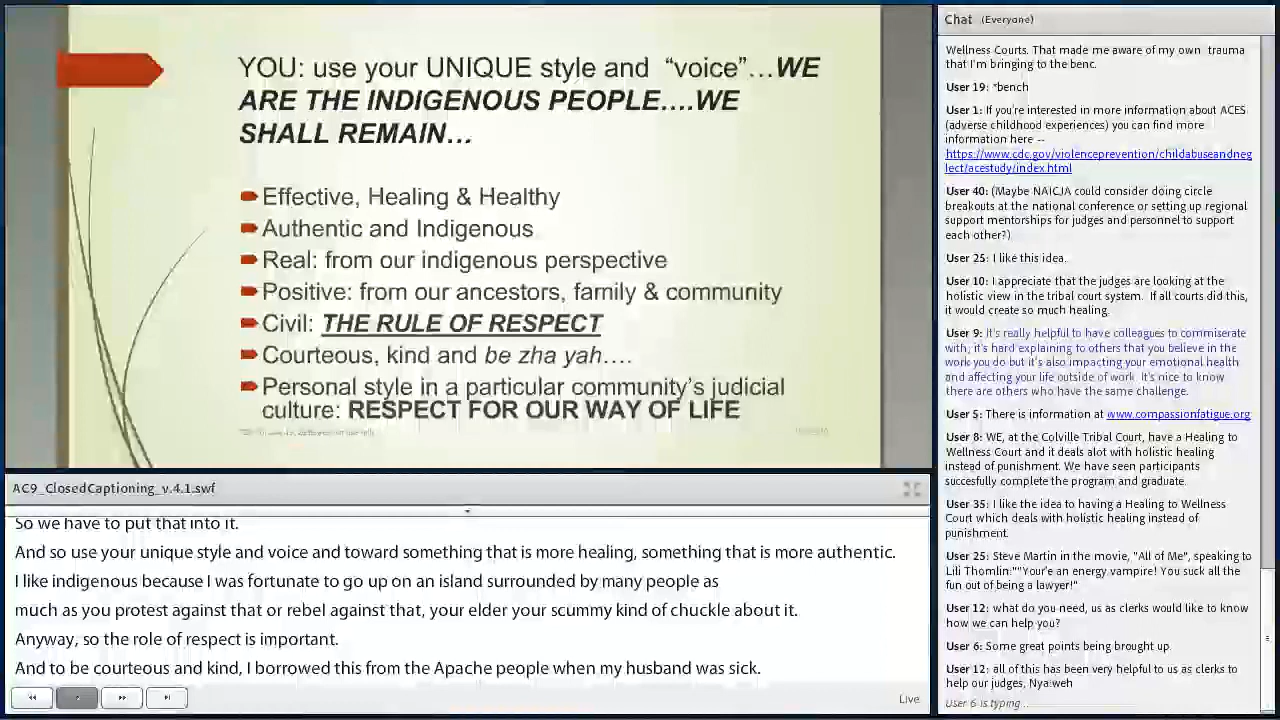 YOU: use your UNIQUE style and “voice”…WE
ARE THE INDIGENOUS PEOPLE….WE
SHALL REMAIN…
Effective, Healing & Healthy
Authentic and Indigenous
Real: from our indigenous perspective
Positive: from our ancestors, family & community
Civil: THE RULE OF RESPECT
Courteous, kind and be zha yah….
Personal style in a particular community’s judicial
culture: RESPECT FOR OUR WAY OF LIFE
AC9_ClosedCaptioning_v.4.1.swf
So we have to put that into it.
And so use your unique style and voice and toward something that is more healing, something that is more authentic.
I like indigenous because I was fortunate to go up on an island surrounded by many people as
much as you protest against that or rebel against that, your elder your scummy kind of chuckle about it.
Anyway, so the role of respect is important.
And to be courteous and kind, I borrowed this from the Apache people when my husband was sick.
Live
Chat (Everyone)
Wellness Courts. That made me aware of my own trauma
that I'm bringing to the benc.
User 19: *bench
User 1: If you're interested in more information about ACES
(adverse childhood experiences) you can find more
information here --
https://www.cdc.gov/violenceprevention/childabuseandneg
lect/acestudy/index.html
User 40: (Maybe NAICJA could consider doing circle
breakouts at the national conference or setting up regional
support mentorships for judges and personnel to support
each other?)
User 25: I like this idea.
User 10: I appreciate that the judges are looking at the
holistic view in the tribal court system. If all courts did this,
it would create so much healing.
User 9: It's really helpful to have colleagues to commiserate
with; it's hard explaining to others that you believe in the
work you do but it's also impacting your emotional health
and affecting your life outside of work. It's nice to know
there are others who have the same challenge.
User 5: There is information at www.compassionfatigue.org
User 8: WE, at the Colville Tribal Court, have a Healing to
Wellness Court and it deals alot with holistic healing
instead of punishment. We have seen participants
succesfully complete the program and graduate.
User 35: I like the idea to having a Healing to Wellness
Court which deals with holistic healing instead of
punishment.
User 25: Steve Martin in the movie, "All of Me", speaking to
Lili Thomlin:""Your'e an energy vampire! You suck all the
fun out of being a lawyer!"
User 12: what do you need, us as clerks would like to know
how we can help you?
User 6: Some great points being brought up.
User 12: all of this has been very helpful to us as clerks to
help our judges, Nya:weh
User 6 is typing...